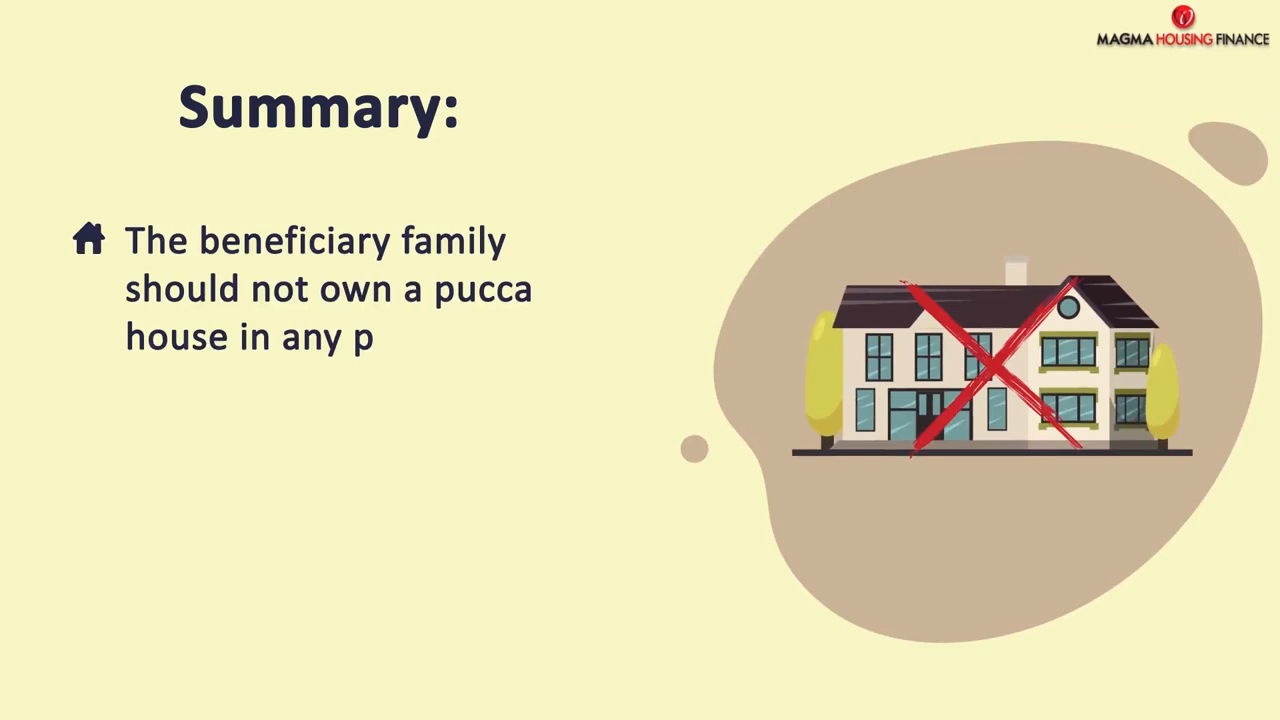 MAGMA HOUSING FINANCE
Summary:
The beneficiary family
should not own a pucca
house in any p